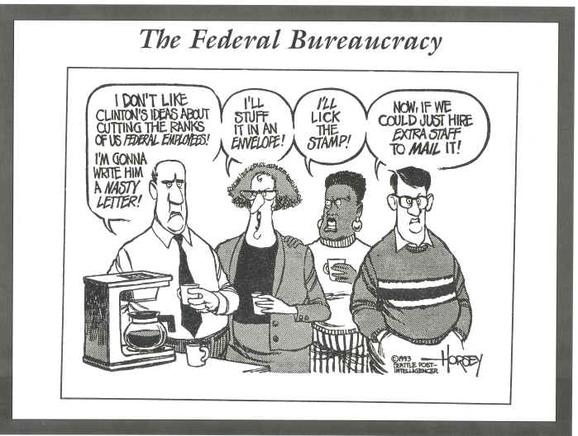 The Federal Bureaucracy
I DON'T LIKE
CLINTON'S IDEAS ABOUT
CUTTING THE RANKS
OF US FEDERAL EMPLOYEES!
I'M GONNA
WRITE HIM
A NASTY
LETTER!
I'LL
STUFF
IT IN AN
ENVELOPE!
I'LL
LICK
THE
STAMP!
NOW, IF WE
COULD JUST HIRE
EXTRA STAFF
TO MAIL IT!
©1993
SEATTLE POST-
INTELLIGENCER
HORSEY